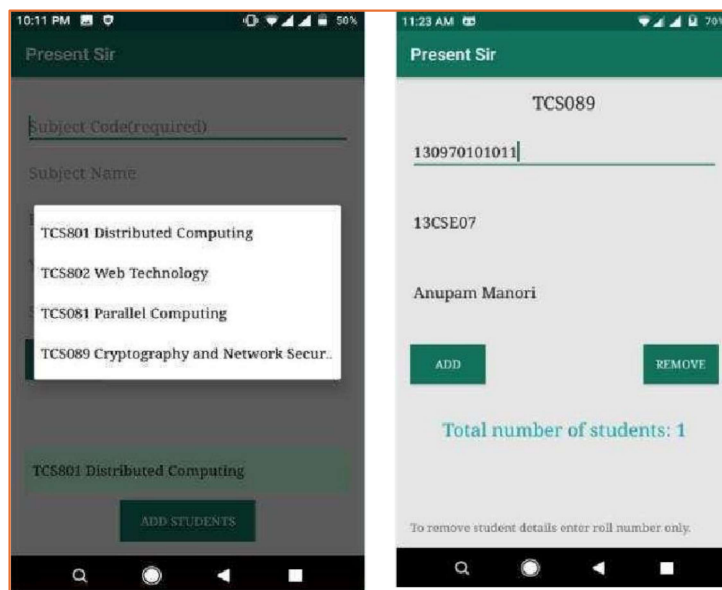 10:11 PM
50%
Present Sir
Subject Code(required)
Subject Name
TCS801 Distributed Computing
TCS802 Web Technology
TCS081 Parallel Computing
TCS089 Cryptography and Network Secur..
TCS801 Distributed Computing
ADD STUDENTS
11:23 AM
70%
Present Sir
TCS089
130970101011
13CSE07
Anupam Manori
ADD
REMOVE
Total number of students: 1
To remove student details enter roll number only.